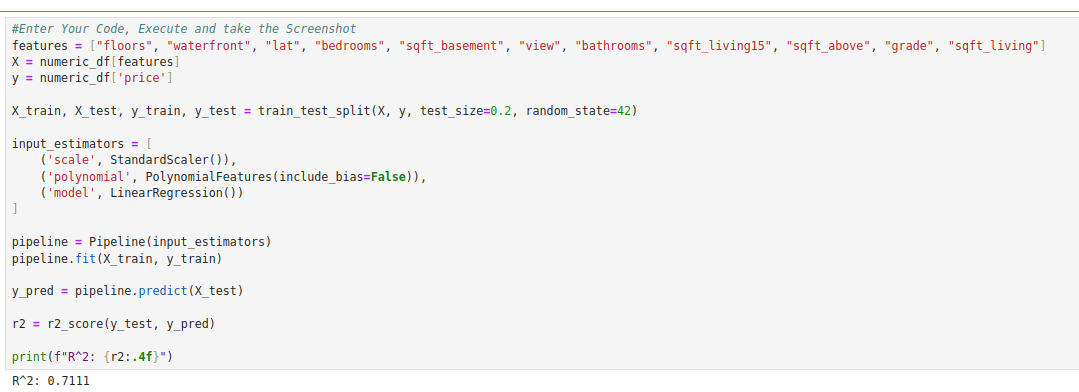 #Enter Your Code, Execute and take the Screenshot
features = ["floors", "waterfront", "lat", "bedrooms", "sqft_basement", "view", "bathrooms", "sqft_living15", "sqft_above", "grade", "sqft_living"]
X = numeric_df[features]
y = numeric_df['price']
X_train, X_test, y_train, y_test = train_test_split(X, y, test_size=0.2, random_state=42)
input_estimators = [
    ('scale', StandardScaler()),
    ('polynomial', PolynomialFeatures(include_bias=False)),
    ('model', LinearRegression())
]
pipeline = Pipeline(input_estimators)
pipeline.fit(X_train, y_train)
y_pred = pipeline.predict(X_test)
r2 = r2_score(y_test, y_pred)
print(f"R^2: {r2:.4f}")
R^2: 0.7111